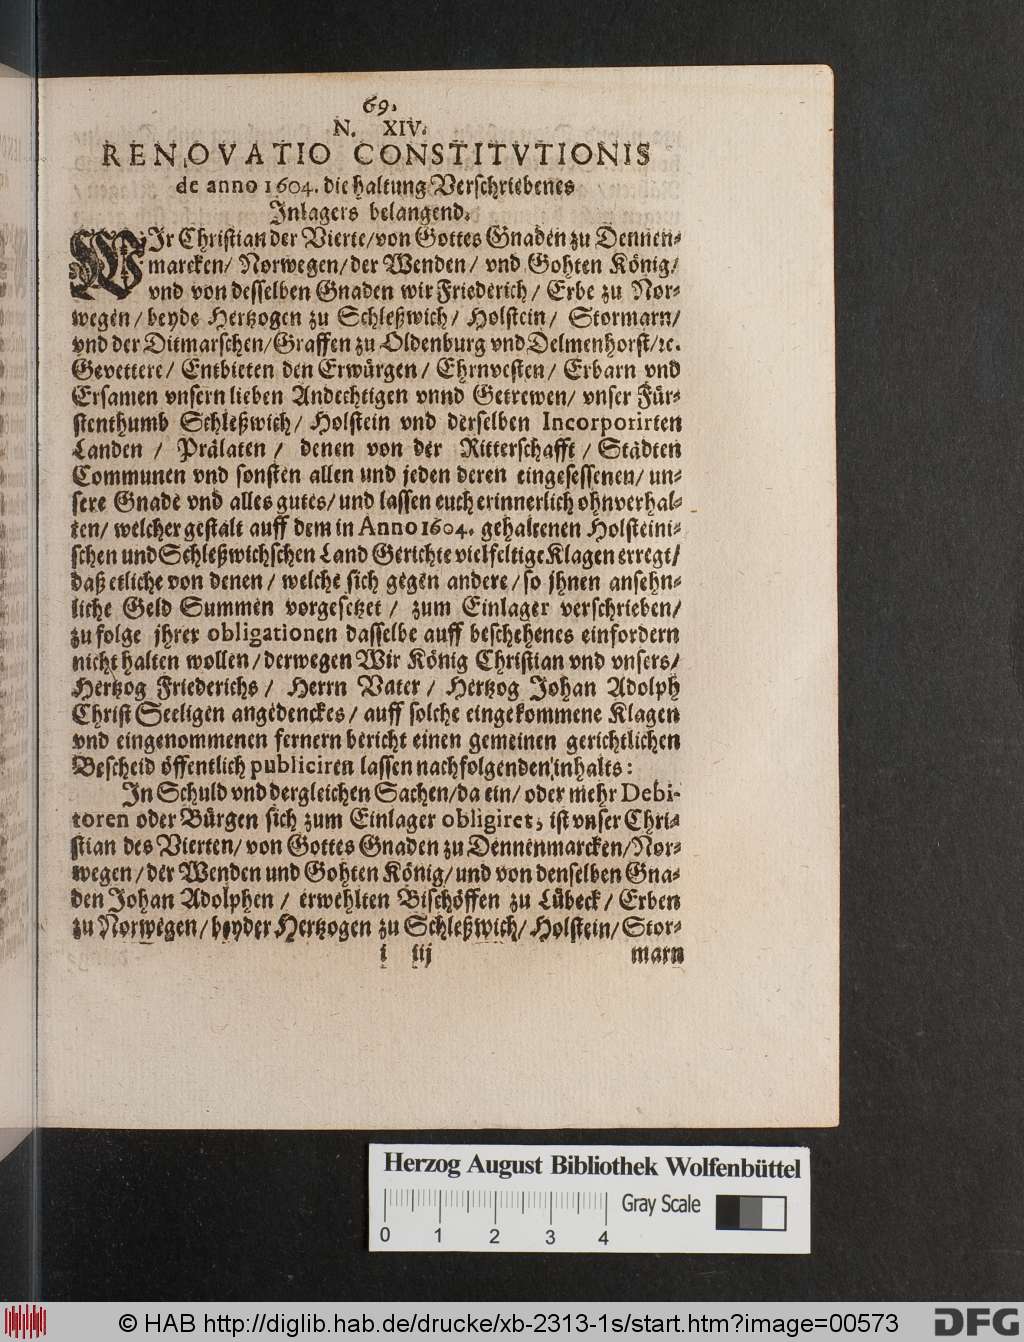 69.
N. XIV.
RENOVATIO CONSTITVTIONIS
de anno 1604. die haltung Verschriebenes
Inlagers belangend.
WIr Christian der Vierte/von Gottes Gnaden zu Dennen-
marcken/ Norwegen/der Wenden/ vnd Gohten König/
vnd von desselben Gnaden wir Friederich/ Erbe zu Nor-
wegen/ beyde Hertzogen zu Schleßwich/ Holstein/ Stormarn/
vnd der Ditmarschen/Graffen zu Oldenburg vnd Delmenhorst/ꝛc.
Gevettere/ Entbieten den Erwürgen/ Ehrnvesten/ Erbarn vnd
Ersamen vnsern lieben Andechtigen vnnd Getrewen/ vnser Für-
stenthumb Schleßwich/ Holstein vnd derselben Incorporirten
Landen / Prälaten / denen von der Ritterschafft / Städten
Communen vnd sonsten allen und jeden deren eingesessenen/ un-
sere Gnade vnd alles gutes/und lassen euch erinnerlich ohnverhal-
ten/ welcher gestalt auff dem in Anno 1604. gehaltenen Holsteini-
schen und Schleßwichschen Land Gerichte vielfeltige Klagen erregt/
daß etliche von denen/ welche sich gegen andere/ so jhnen ansehn-
liche Geld Summen vorgesetzet / zum Einlager verschrieben/
zu folge jhrer obligationen dasselbe auff beschehenes einfordern
nicht halten wollen/derwegen Wir König Christian vnd vnsers/
Hertzog Friederichs / Herrn Vater / Hertzog Johan Adolph
Christ Seeligen angedenckes/ auff solche eingekommene Klagen
vnd eingenommenen fernern bericht einen gemeinen gerichtlichen
Bescheid öffentlich publiciren lassen nachfolgenden inhalts:
In Schuld vnd dergleichen Sachen/da ein/ oder mehr Debi-
toren oder Bürgen sich zum Einlager obligiret, ist vnser Chri-
stian des Vierten/von Gottes Gnaden zu Dennenmarcken/Nor-
wegen/der Wenden und Gohten König/und von denselben Gna-
den Johan Adolphen / erwehlten Bischöffen zu Lübeck/ Erben
zu Norwegen/beyder Hertzogen zu Schleßwich/ Holstein/ Stor-
i iij marn
Herzog August Bibliothek Wolfenbüttel
Gray Scale
0 1 2 3 4
© HAB http://diglib.hab.de/drucke/xb-2313-1s/start.htm?image=00573
DFG